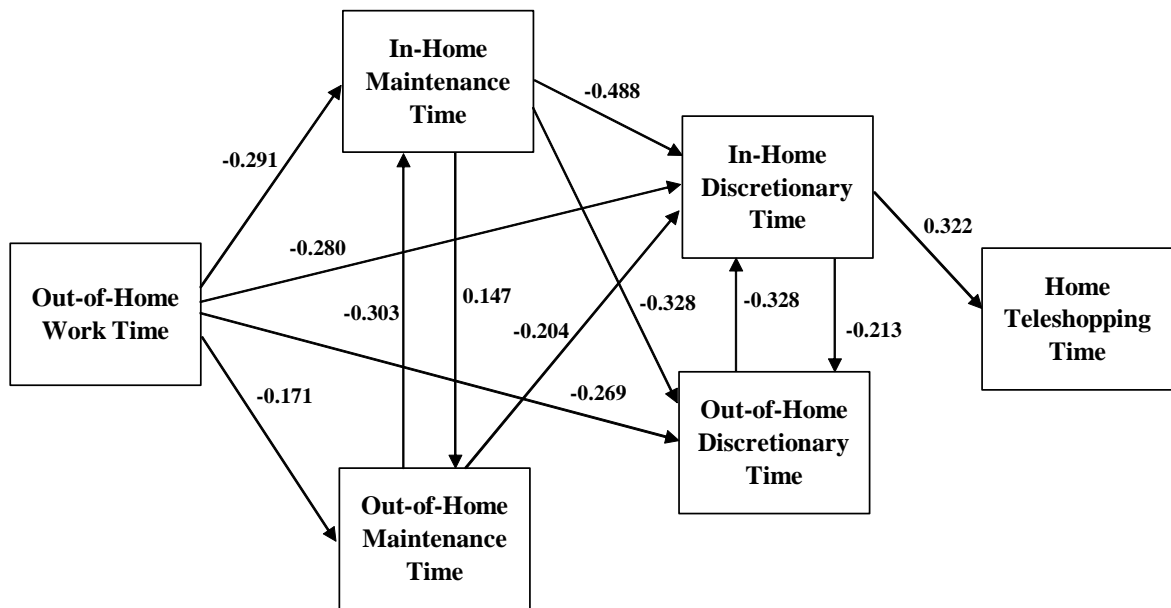 In-Home
Maintenance
Time
-0.488
-0.291
In-Home
Discretionary
Time
0.322
-0.280
Out-of-Home
Work Time
-0.303
0.147
-0.328
-0.328
-0.204
-0.213
Home
Teleshopping
Time
-0.171
-0.269
Out-of-Home
Discretionary
Time
Out-of-Home
Maintenance
Time